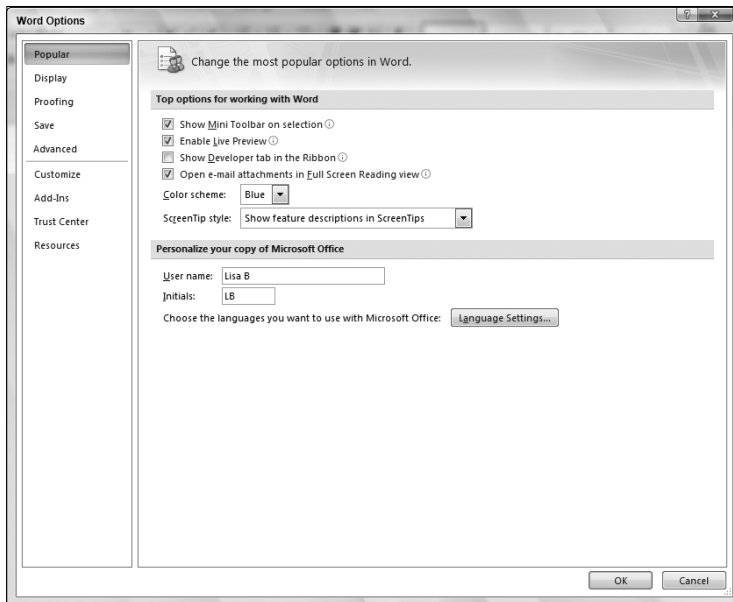 Word Options
Popular
Display
Proofing
Save
Advanced
Customize
Add-Ins
Trust Center
Resources
Change the most popular options in Word.
Top options for working with Word
Show Mini Toolbar on selection
Enable Live Preview
Show Developer tab in the Ribbon
Open e-mail attachments in Full Screen Reading view
Color scheme: Blue
ScreenTip style: Show feature descriptions in ScreenTips
Personalize your copy of Microsoft Office
User name: Lisa B
Initials: LB
Choose the languages you want to use with Microsoft Office: Language Settings...
OK Cancel